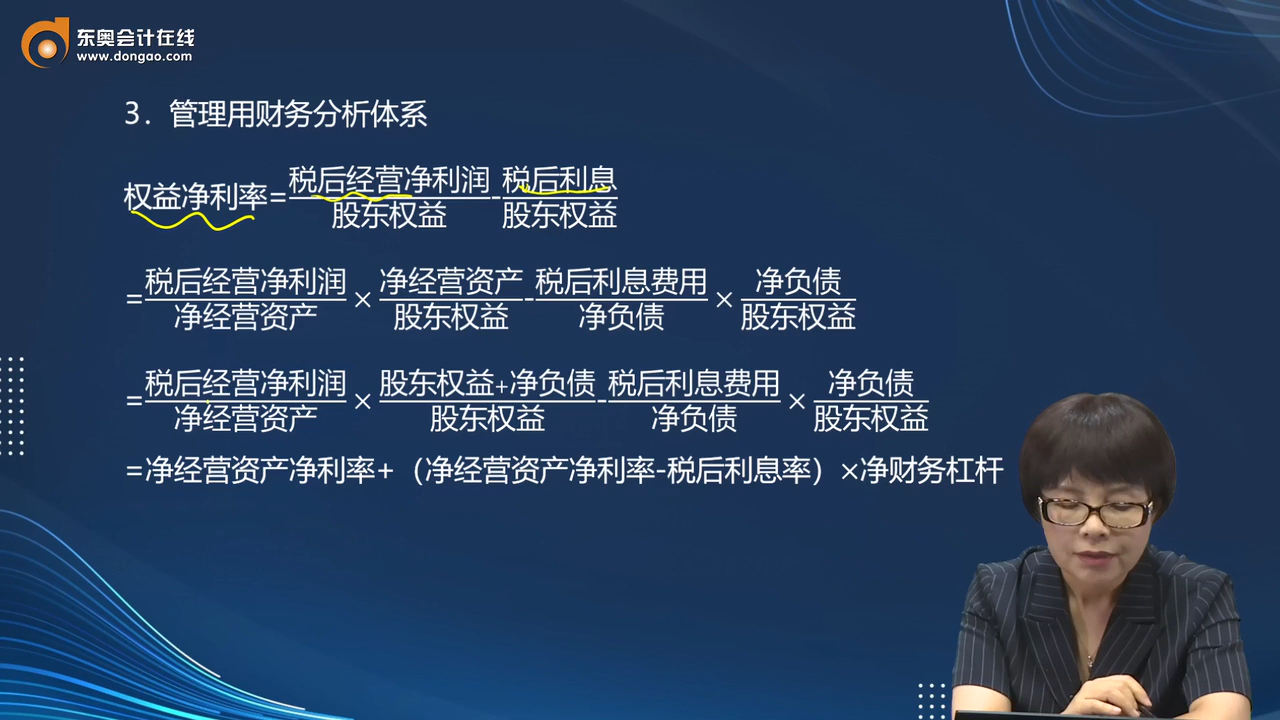 东奥会计在线
www.dongao.com
3．管理用财务分析体系
权益净利率=税后经营净利润/股东权益-税后利息/股东权益
=税后经营净利润/净经营资产×净经营资产/股东权益-税后利息费用/净负债×净负债/股东权益
=税后经营净利润/净经营资产×股东权益+净负债/股东权益-税后利息费用/净负债×净负债/股东权益
=净经营资产净利率+（净经营资产净利率-税后利息率）×净财务杠杆